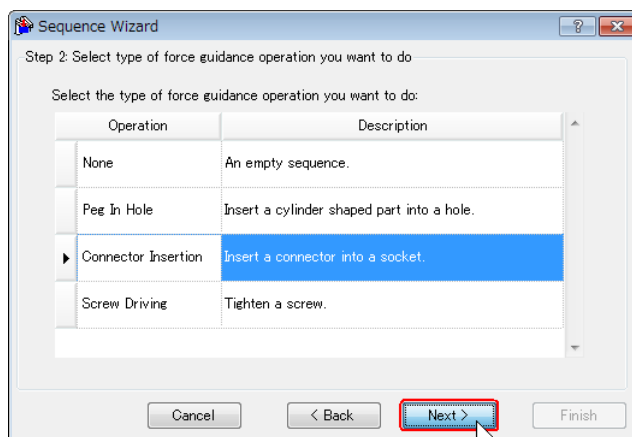 Sequence Wizard
Step 2: Select type of force guidance operation you want to do
Select the type of force guidance operation you want to do:
Operation Description
None An empty sequence.
Peg In Hole Insert a cylinder shaped part into a hole.
Connector Insertion Insert a connector into a socket.
Screw Driving Tighten a screw.
Cancel < Back Next > Finish